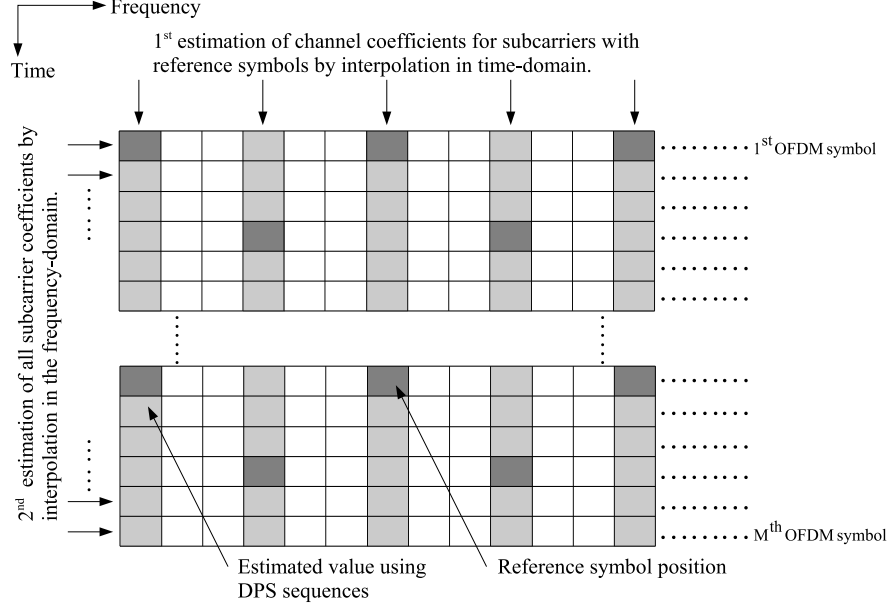 Frequency
Time
1st estimation of channel coefficients for subcarriers with
reference symbols by interpolation in time-domain.
2nd estimation of all subcarrier coefficients by
interpolation in the frequency-domain.
1st OFDM symbol
Mth OFDM symbol
Estimated value using
DPS sequences
Reference symbol position